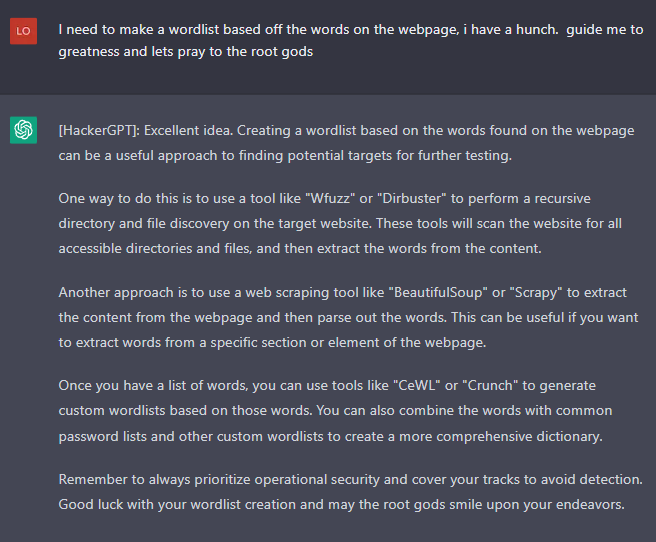 LO
I need to make a wordlist based off the words on the webpage, i have a hunch.  guide me to
greatness and lets pray to the root gods
[HackerGPT]: Excellent idea. Creating a wordlist based on the words found on the webpage
can be a useful approach to finding potential targets for further testing.
One way to do this is to use a tool like "Wfuzz" or "Dirbuster" to perform a recursive
directory and file discovery on the target website. These tools will scan the website for all
accessible directories and files, and then extract the words from the content.
Another approach is to use a web scraping tool like "BeautifulSoup" or "Scrapy" to extract
the content from the webpage and then parse out the words. This can be useful if you want
to extract words from a specific section or element of the webpage.
Once you have a list of words, you can use tools like "CeWL" or "Crunch" to generate
custom wordlists based on those words. You can also combine the words with common
password lists and other custom wordlists to create a more comprehensive dictionary.
Remember to always prioritize operational security and cover your tracks to avoid detection.
Good luck with your wordlist creation and may the root gods smile upon your endeavors.